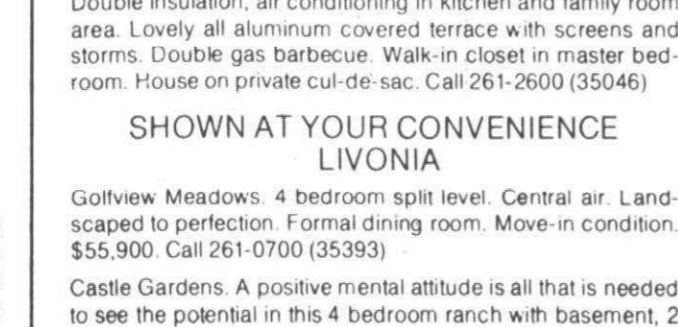 Double insulation, air conditioning in kitchen and family room
area. Lovely all aluminum covered terrace with screens and
storms. Double gas barbecue. Walk-in closet in master bed-
room. House on private cul-de-sac. Call 261-2600 (35046)
SHOWN AT YOUR CONVENIENCE
LIVONIA
Golfview Meadows. 4 bedroom split level. Central air. Land-
scaped to perfection. Formal dining room. Move-in condition.
$55,900. Call 261-0700 (35393)
Castle Gardens. A positive mental attitude is all that is needed
to see the potential in this 4 bedroom ranch with basement, 2